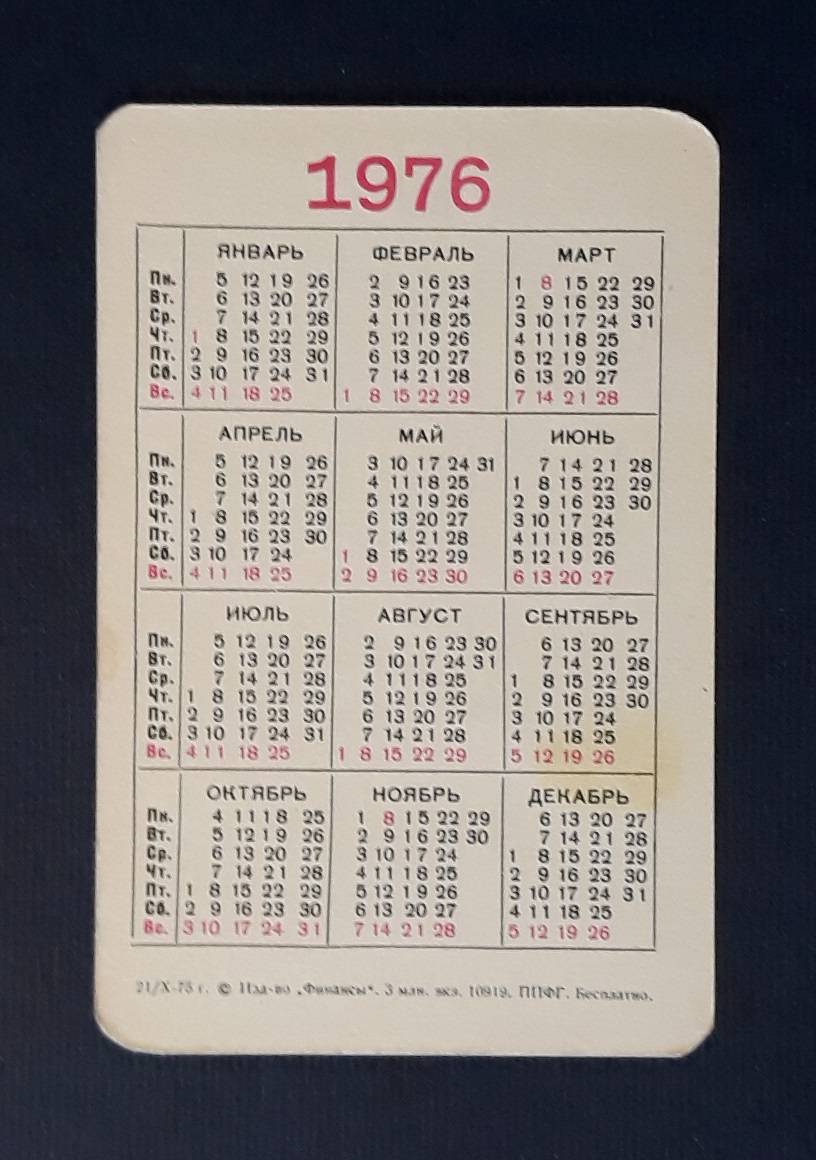 1976
ЯНВАРЬ ФЕВРАЛЬ МАРТ
Пн. 5 12 19 26 2 9 16 23 1 8 15 22 29
Вт. 6 13 20 27 3 10 17 24 2 9 16 23 30
Ср. 7 14 21 28 4 11 18 25 3 10 17 24 31
Чт. 1 8 15 22 29 5 12 19 26 4 11 18 25
Пт. 2 9 16 23 30 6 13 20 27 5 12 19 26
Сб. 3 10 17 24 31 7 14 21 28 6 13 20 27
Вс. 4 11 18 25 1 8 15 22 29 7 14 21 28
АПРЕЛЬ МАЙ ИЮНЬ
Пн. 5 12 19 26 3 10 17 24 31 7 14 21 28
Вт. 6 13 20 27 4 11 18 25 1 8 15 22 29
Ср. 7 14 21 28 5 12 19 26 2 9 16 23 30
Чт. 1 8 15 22 29 6 13 20 27 3 10 17 24
Пт. 2 9 16 23 30 7 14 21 28 4 11 18 25
Сб. 3 10 17 24 1 8 15 22 29 5 12 19 26
Вс. 4 11 18 25 2 9 16 23 30 6 13 20 27
ИЮЛЬ АВГУСТ СЕНТЯБРЬ
Пн. 5 12 19 26 2 9 16 23 30 6 13 20 27
Вт. 6 13 20 27 3 10 17 24 31 7 14 21 28
Ср. 7 14 21 28 4 11 18 25 1 8 15 22 29
Чт. 1 8 15 22 29 5 12 19 26 2 9 16 23 30
Пт. 2 9 16 23 30 6 13 20 27 3 10 17 24
Сб. 3 10 17 24 31 7 14 21 28 4 11 18 25
Вс. 4 11 18 25 1 8 15 22 29 5 12 19 26
ОКТЯБРЬ НОЯБРЬ ДЕКАБРЬ
Пн. 4 11 18 25 1 8 15 22 29 6 13 20 27
Вт. 5 12 19 26 2 9 16 23 30 7 14 21 28
Ср. 6 13 20 27 3 10 17 24 1 8 15 22 29
Чт. 7 14 21 28 4 11 18 25 2 9 16 23 30
Пт. 1 8 15 22 29 5 12 19 26 3 10 17 24 31
Сб. 2 9 16 23 30 6 13 20 27 4 11 18 25
Вс. 3 10 17 24 31 7 14 21 28 5 12 19 26
21/X-75 г. © Изд-во „Финансы“. 3 млн. экз. 10919. ППФГ. Бесплатно.